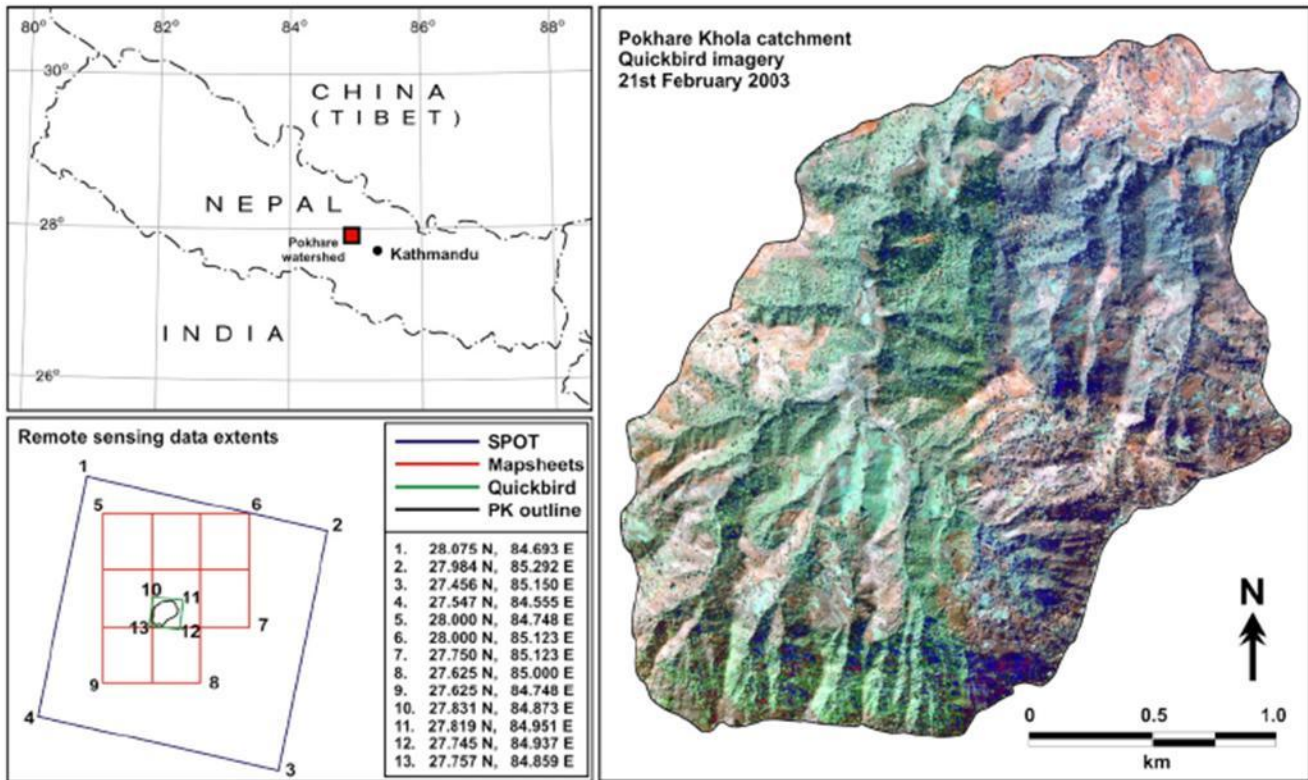 80° 82° 84° 86° 88°
30°
CHINA
(TIBET)
NEPAL
28°
Pokhare
watershed
Kathmandu
INDIA
26°
80° 82° 84° 86° 88°
Remote sensing data extents
1
5
6
2
10
11
13
12
7
9
8
4
3
SPOT
Mapsheets
Quickbird
PK outline
1. 28.075 N, 84.693 E
2. 27.984 N, 85.292 E
3. 27.456 N, 85.150 E
4. 27.547 N, 84.555 E
5. 28.000 N, 84.748 E
6. 28.000 N, 85.123 E
7. 27.750 N, 85.123 E
8. 27.625 N, 85.000 E
9. 27.625 N, 84.748 E
10. 27.831 N, 84.873 E
11. 27.819 N, 84.951 E
12. 27.745 N, 84.937 E
13. 27.757 N, 84.859 E
Pokhare Khola catchment
Quickbird imagery
21st February 2003
N
0 0.5 1.0
km